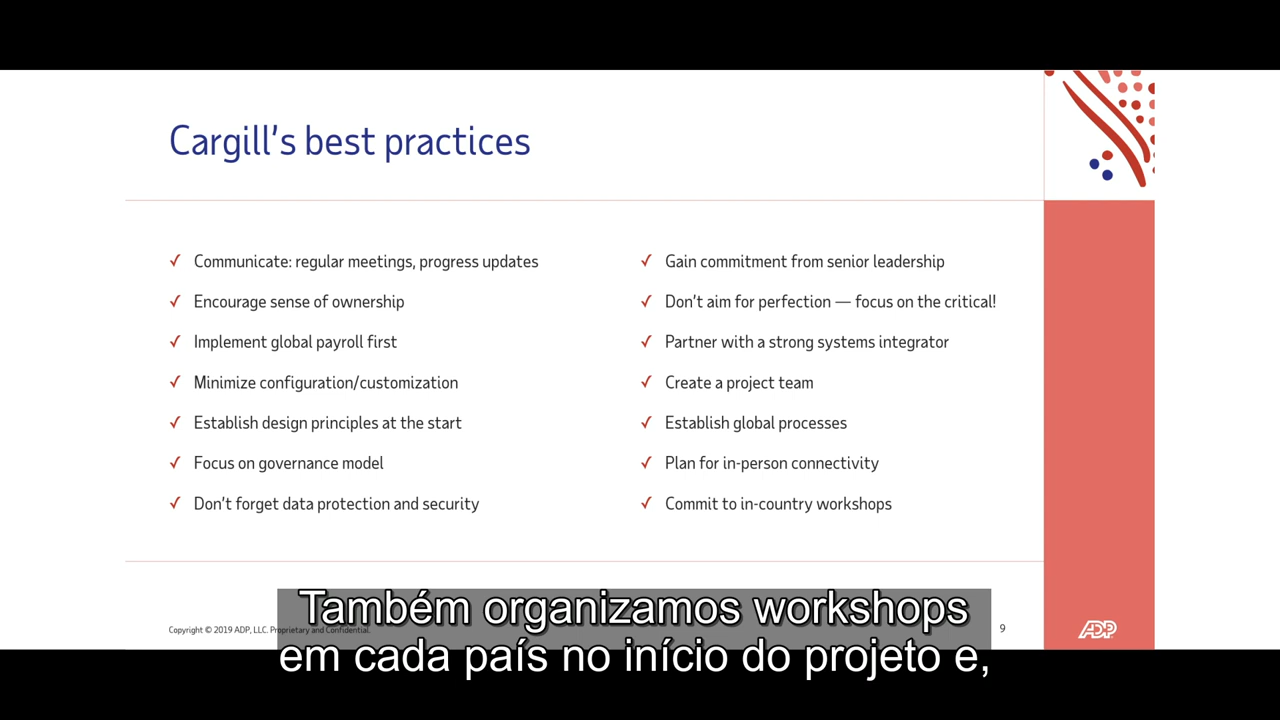 Cargill's best practices
✓ Communicate: regular meetings, progress updates
✓ Encourage sense of ownership
✓ Implement global payroll first
✓ Minimize configuration/customization
✓ Establish design principles at the start
✓ Focus on governance model
✓ Don't forget data protection and security
✓ Gain commitment from senior leadership
✓ Don't aim for perfection — focus on the critical!
✓ Partner with a strong systems integrator
✓ Create a project team
✓ Establish global processes
✓ Plan for in-person connectivity
✓ Commit to in-country workshops
Copyright © 2019 ADP, LLC. Proprietary and Confidential.
9
ADP
Também organizamos workshops
em cada país no início do projeto e,